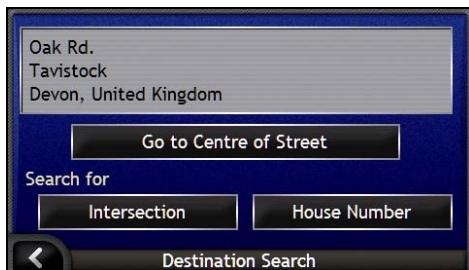 Oak Rd.
Tavistock
Devon, United Kingdom
Go to Centre of Street
Search for
Intersection House Number
Destination Search